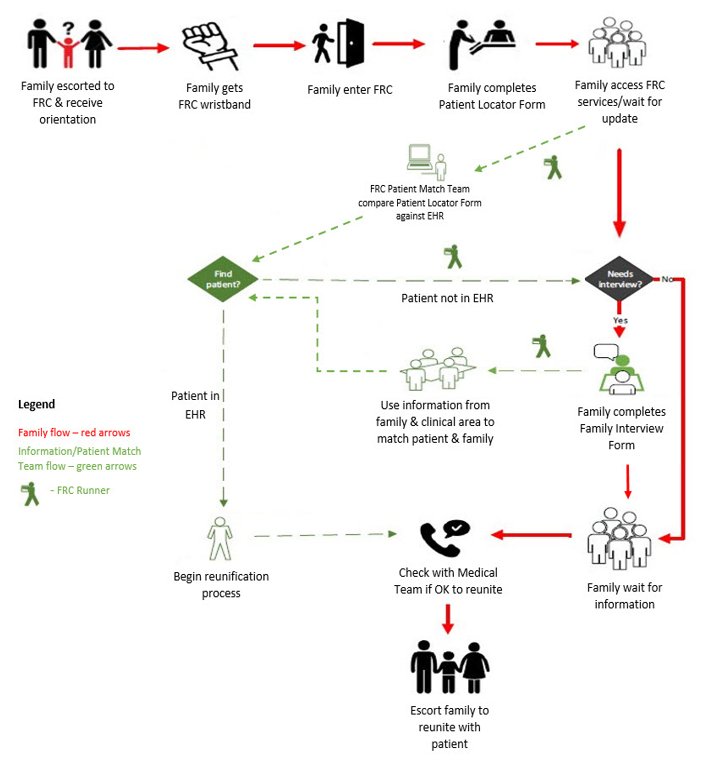 ?
Family escorted to
FRC & receive
orientation
Family gets
FRC wristband
Family enter FRC
Family completes
Patient Locator Form
Family access FRC
services/wait for
update
FRC Patient Match Team
compare Patient Locator Form
against EHR
Find
patient?
Patient not in EHR
Needs
interview?
No
Yes
Patient in
EHR
Use information from
family & clinical area to
match patient & family
Family completes
Family Interview
Form
Legend
Family flow – red arrows
Information/Patient Match
Team flow – green arrows
- FRC Runner
Begin reunification
process
Check with Medical
Team if OK to reunite
Family wait for
information
Escort family to
reunite with
patient